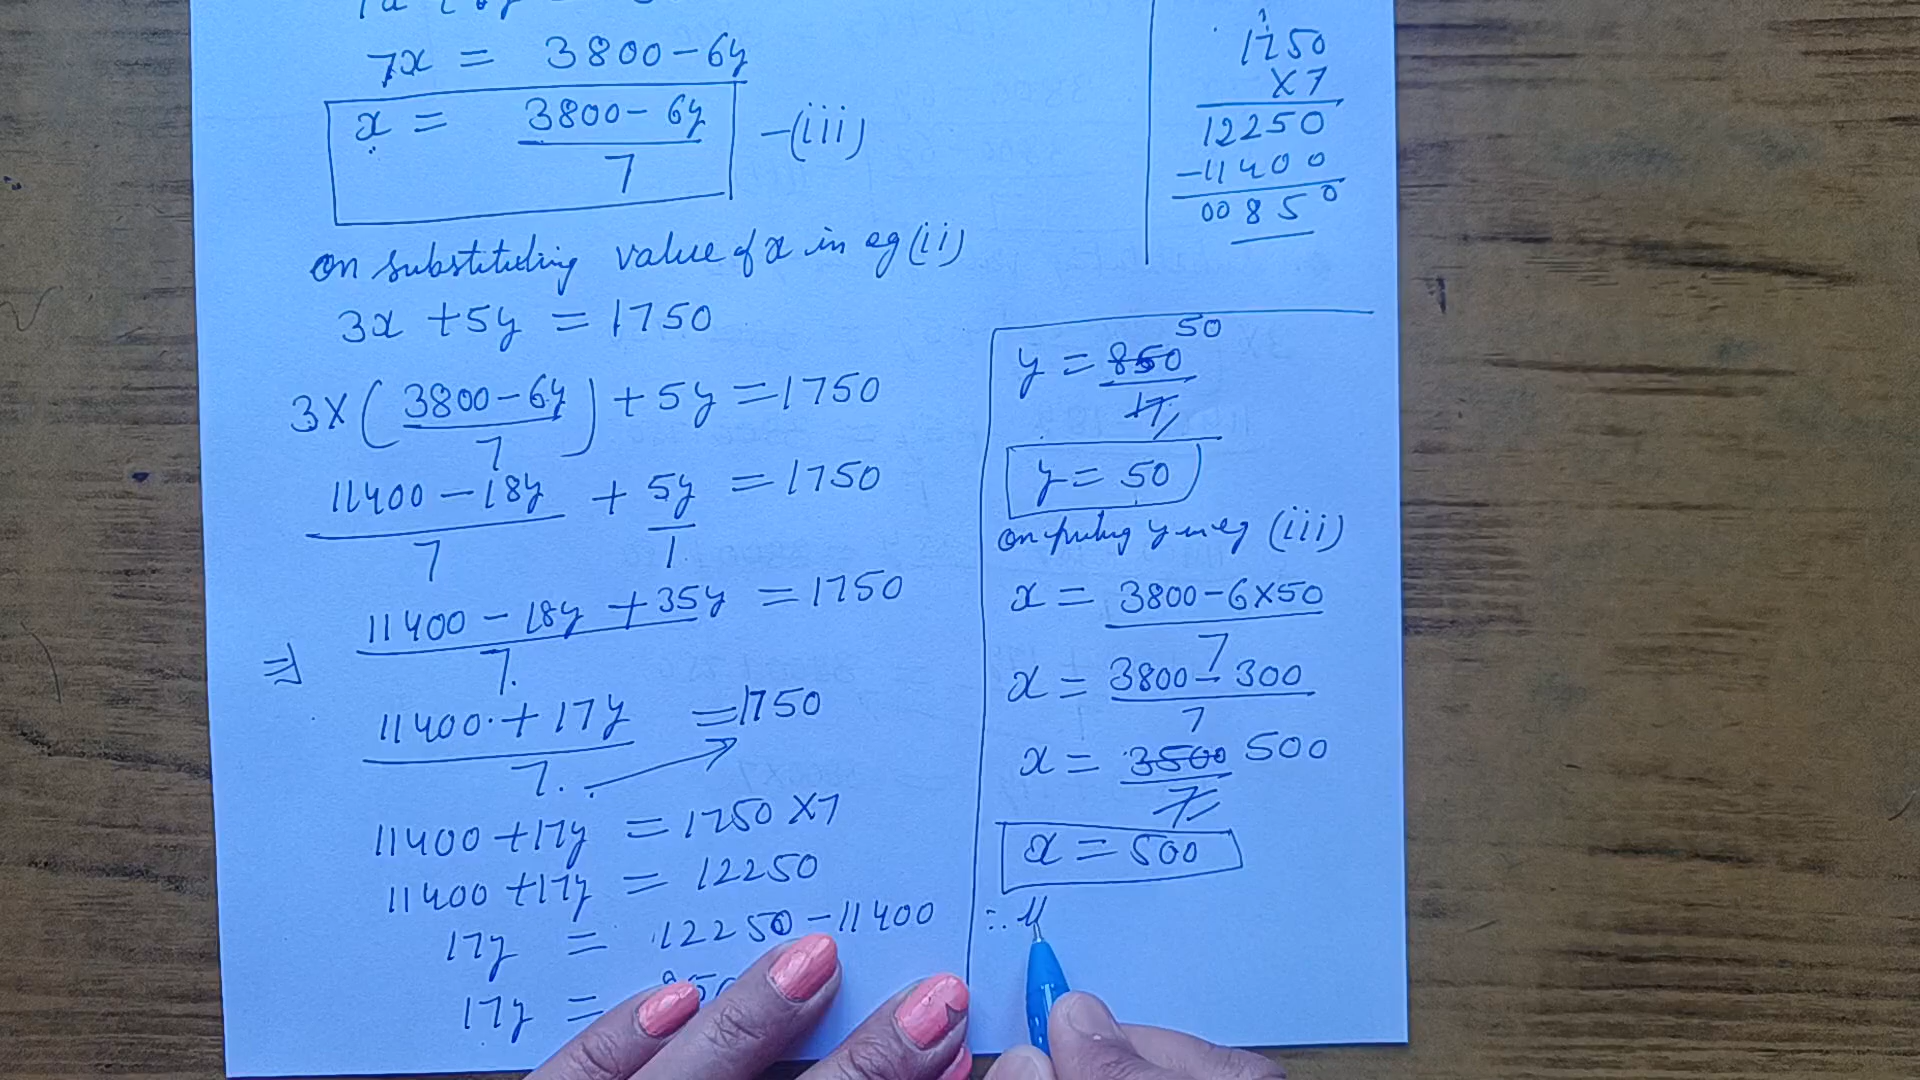 7x = 3800 - 6y
x = 3800 - 6y / 7 - (iii)
on substituting value of x in eq (ii)
3x + 5y = 1750
3 × (3800 - 6y / 7) + 5y = 1750
11400 - 18y / 7 + 5y / 1 = 1750
⇒ 11400 - 18y + 35y / 7. = 1750
11400 + 17y / 7. = 1750
11400 + 17y = 1750 × 7
11400 + 17y = 12250
17y = 12250 - 11400
17y =
1750
× 7
12250
- 11400
00850
y = 850 / 17 50
y = 50
on y in eq (iii)
x = 3800 - 6 × 50 / 7
x = 3800 - 300 / 7
x = 3500 / 7 500
x = 500
∴